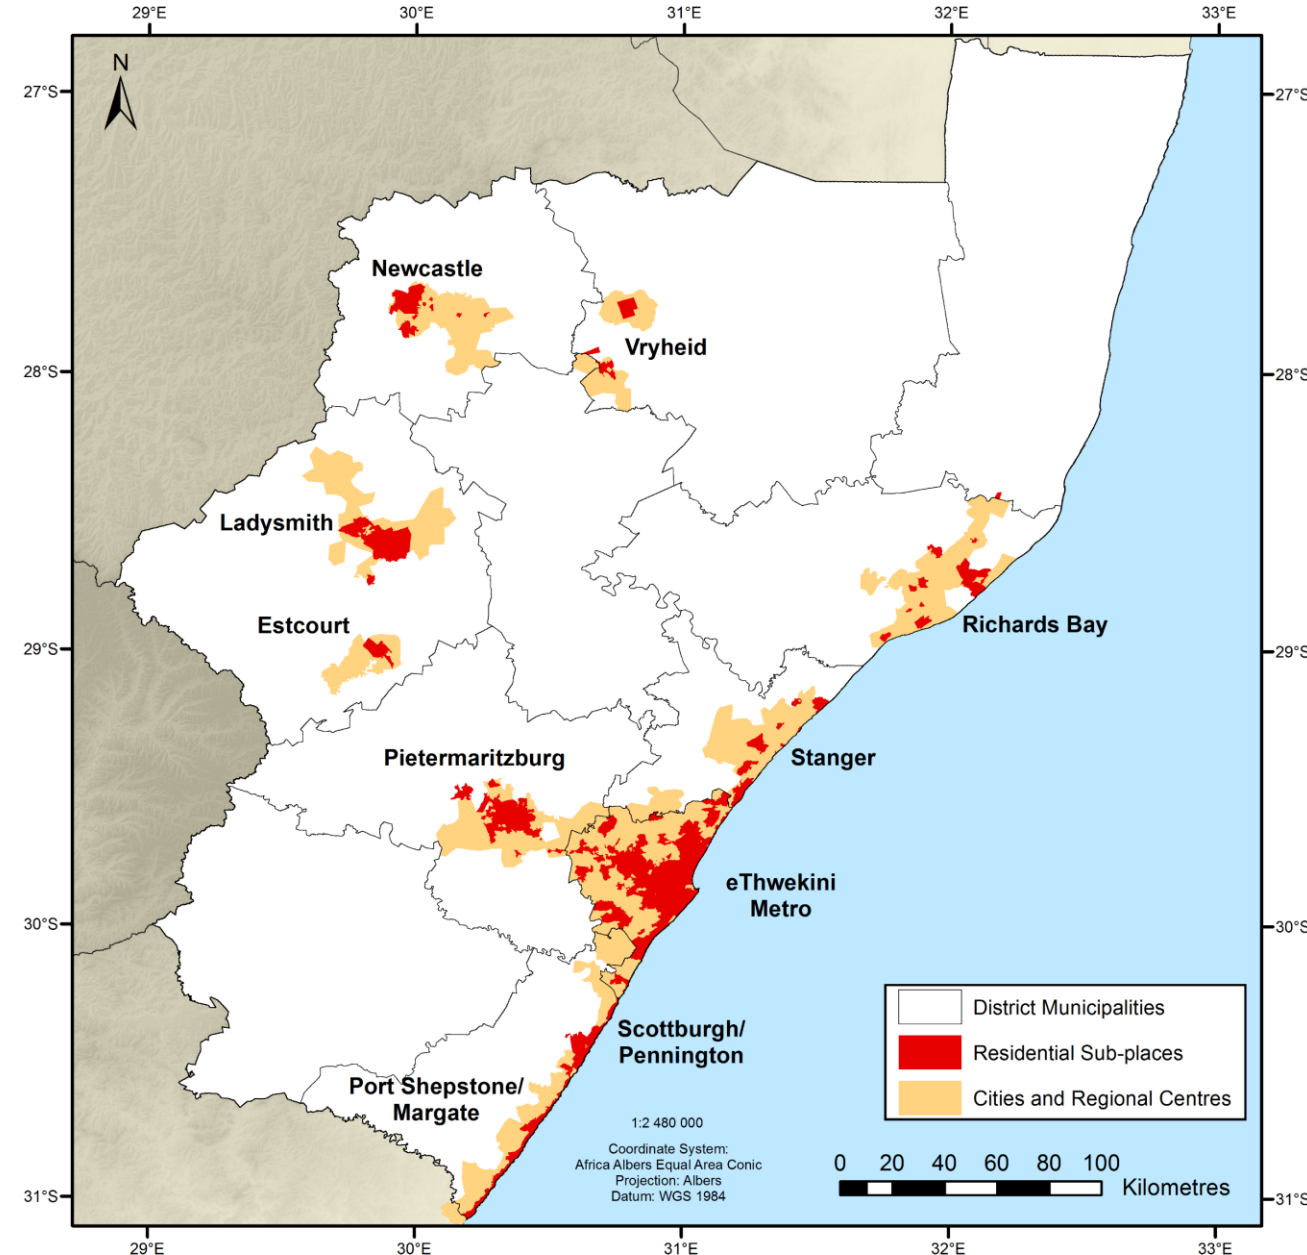 29°E 30°E 31°E 32°E 33°E
N
27°S 27°S
Newcastle
Vryheid
28°S 28°S
Ladysmith
Estcourt
Richards Bay
29°S 29°S
Pietermaritzburg
Stanger
eThwekini
Metro
30°S 30°S
Scottburgh/
Pennington
Port Shepstone/
Margate
District Municipalities
Residential Sub-places
Cities and Regional Centres
1:2 480 000
Coordinate System:
Africa Albers Equal Area Conic
Projection: Albers
Datum: WGS 1984
0 20 40 60 80 100
Kilometres
31°S 31°S
29°E 30°E 31°E 32°E 33°E